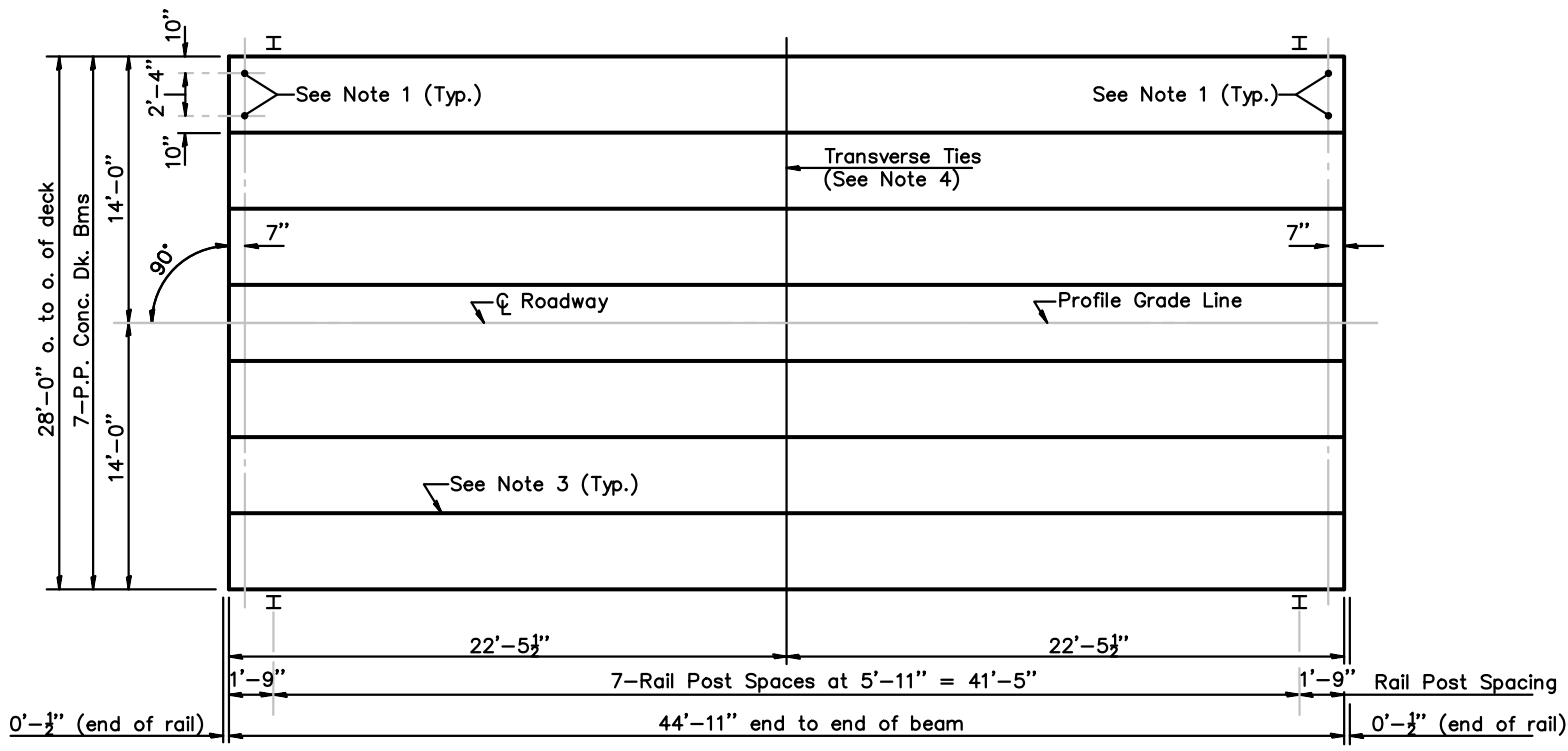 10”
2’-4”
10”
See Note 1 (Typ.)
See Note 1 (Typ.)
Transverse Ties
(See Note 4)
28’-0” o. to o. of deck
7-P.P. Conc. Dk. Bms
14’-0”
14’-0”
90°
7”
7”
℄ Roadway
Profile Grade Line
See Note 3 (Typ.)
22’-5½”
22’-5½”
1’-9”
7-Rail Post Spaces at 5’-11” = 41’-5”
1’-9”
Rail Post Spacing
0’-½” (end of rail)
44’-11” end to end of beam
0’-½” (end of rail)